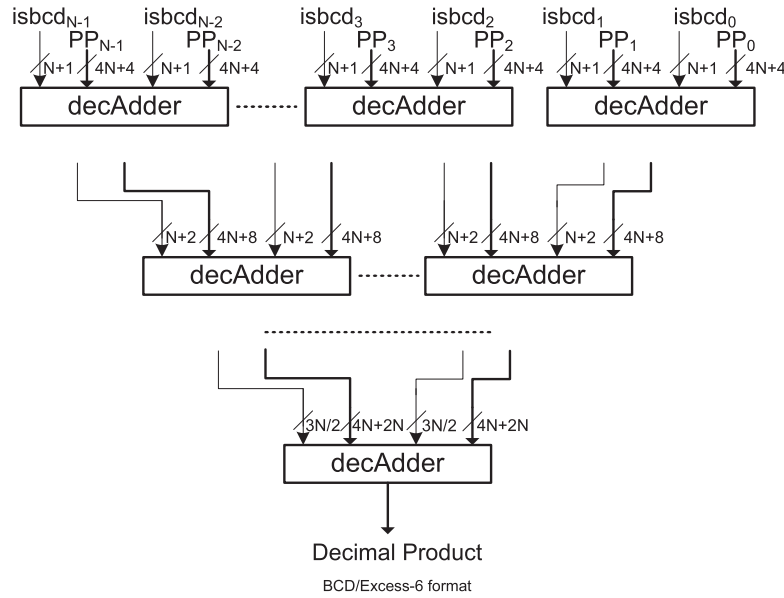 isbcdN-1 isbcdN-2 isbcd3 isbcd2 isbcd1 isbcd0
PPN-1 PPN-2 PP3 PP2 PP1 PP0
N+1 4N+4 N+1 4N+4 N+1 4N+4 N+1 4N+4 N+1 4N+4 N+1 4N+4
decAdder decAdder decAdder
N+2 4N+8 N+2 4N+8 N+2 4N+8 N+2 4N+8
decAdder decAdder
3N/2 4N+2N 3N/2 4N+2N
decAdder
Decimal Product
BCD/Excess-6 format